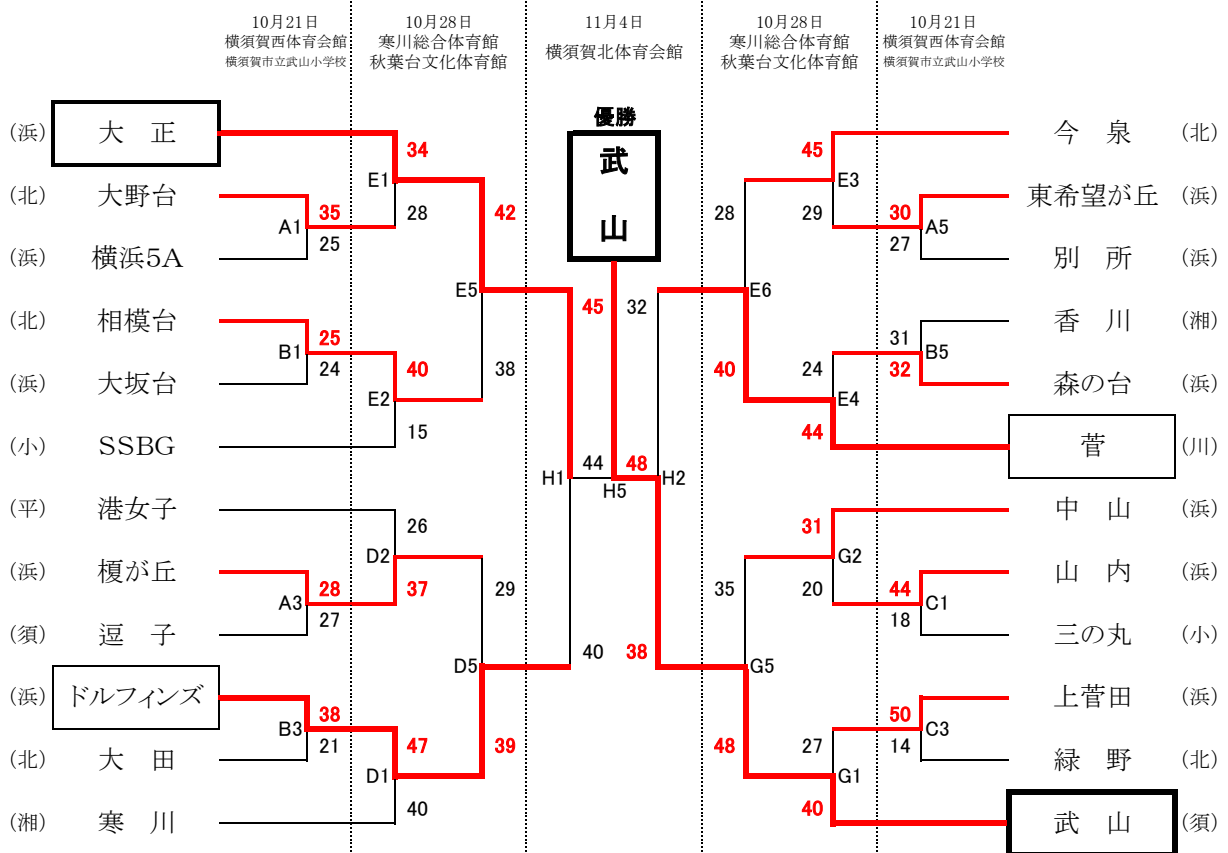 10月21日 10月28日 11月4日 10月28日 10月21日
横須賀西体育会館 寒川総合体育館 横須賀北体育会館 寒川総合体育館 横須賀西体育会館
横須賀市立武山小学校 秋葉台文化体育館 秋葉台文化体育館 横須賀市立武山小学校
優勝
武
山
(浜) 大 正 34 45 今 泉 (北)
E1 E3
(北) 大野台 35 28 42 28 29 30 東希望が丘 (浜)
A1 A5
(浜) 横浜5A 25 27 別 所 (浜)
E5 45 32 E6
(北) 相模台 25 31 香 川 (湘)
B1 B5
(浜) 大坂台 24 40 38 40 24 32 森の台 (浜)
E2 E4
(小) SSBG 15 44 菅 (川)
H1 44 H5 48 H2
(平) 港女子 26 31 中 山 (浜)
D2 G2
(浜) 榎が丘 28 37 29 35 20 44 山 内 (浜)
A3 C1
(須) 逗 子 27 18 三の丸 (小)
D5 40 38 G5
(浜) ドルフィンズ 38 50 上菅田 (浜)
B3 C3
(北) 大 田 21 47 39 48 27 14 緑 野 (北)
D1 G1
(湘) 寒 川 40 40 武 山 (須)